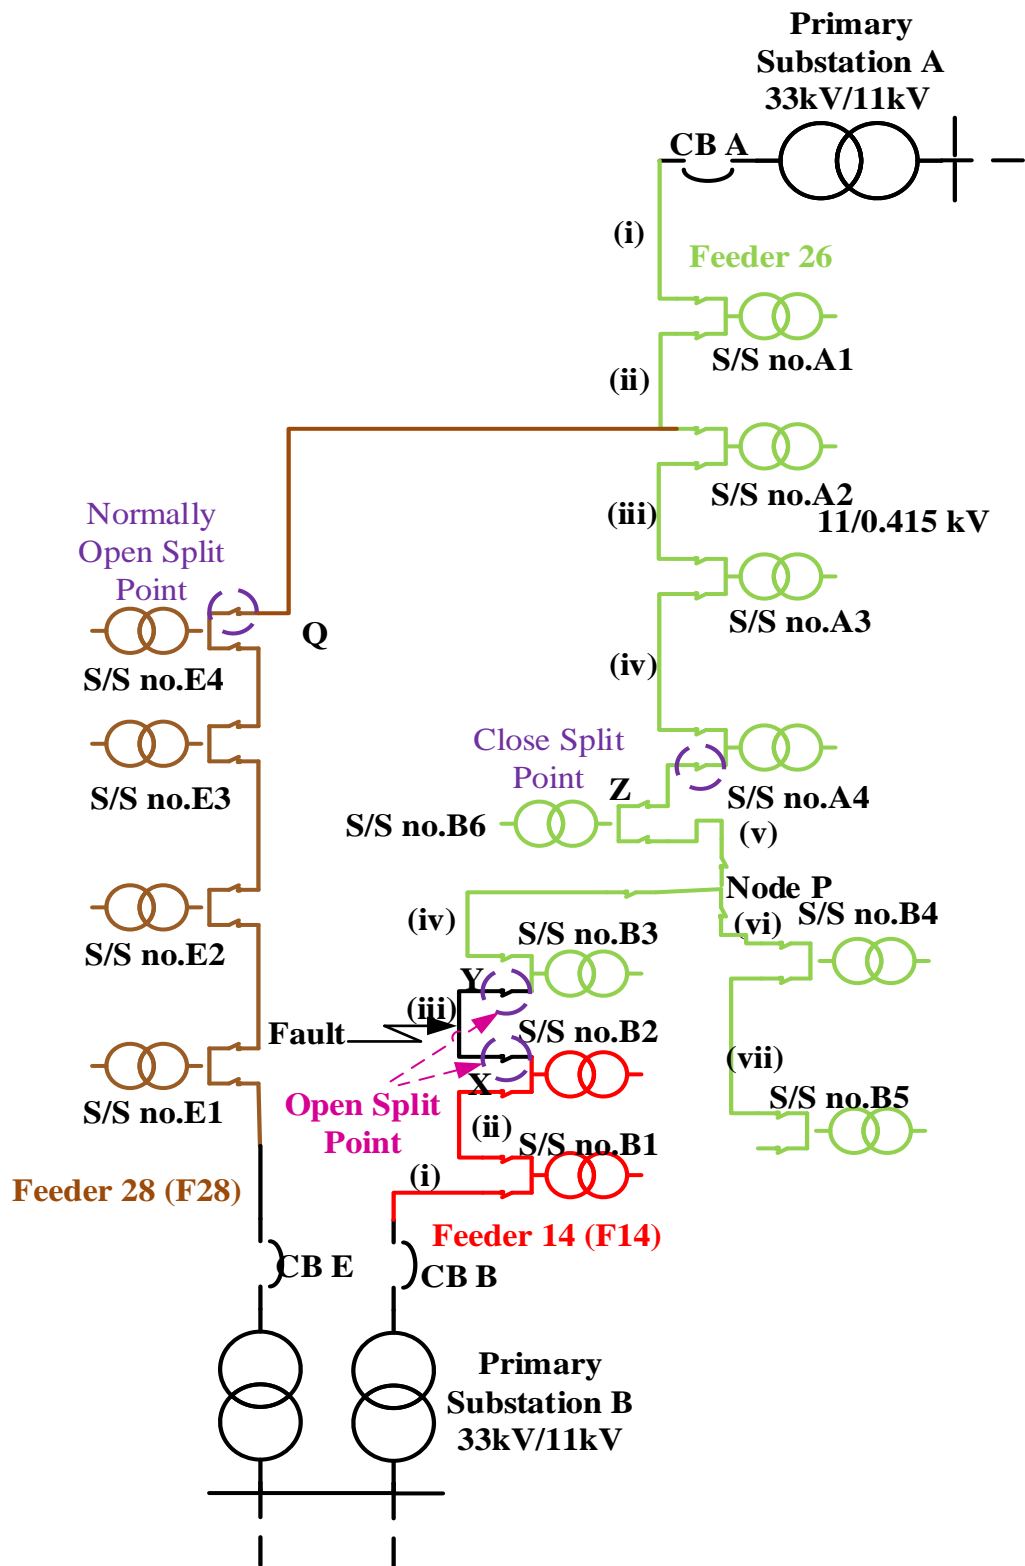 Primary
Substation A
33kV/11kV
CB A
(i)
Feeder 26
S/S no.A1
(ii)
S/S no.A2
11/0.415 kV
(iii)
Normally
Open Split
Point
Q
S/S no.A3
S/S no.E4
(iv)
Close Split
Point
Z
S/S no.A4
S/S no.E3
S/S no.B6
(v)
Node P
(iv)
(vi)
S/S no.B4
S/S no.B3
S/S no.E2
Y
(iii)
Fault
S/S no.B2
X
(vii)
S/S no.B5
S/S no.E1
Open Split
Point
(ii)
S/S no.B1
(i)
Feeder 28 (F28)
Feeder 14 (F14)
CB E
CB B
Primary
Substation B
33kV/11kV